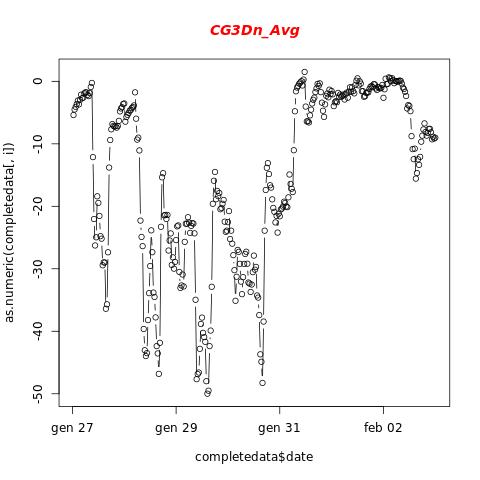 CG3Dn_Avg
as.numeric(completedata[, i])
0
-10
-20
-30
-40
-50
gen 27
gen 29
gen 31
feb 02
completedata$date